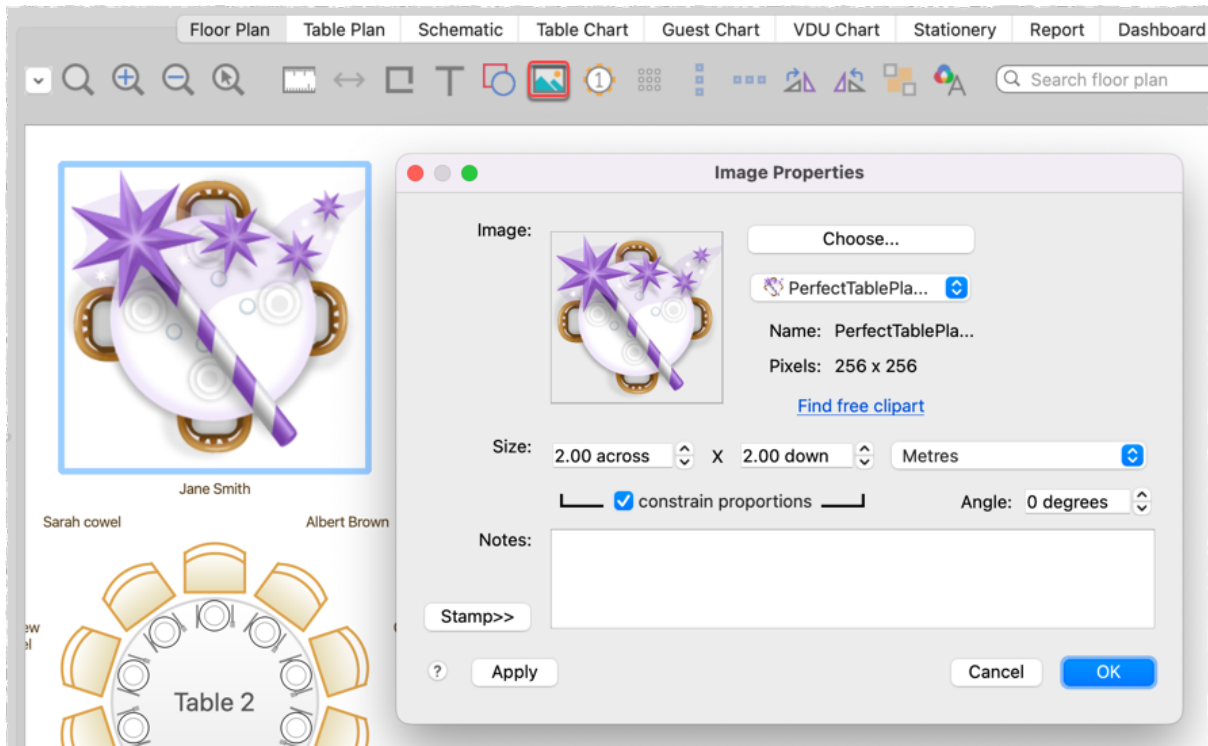 Floor Plan Table Plan Schematic Table Chart Guest Chart VDU Chart Stationery Report Dashboard
1 Search floor plan
Image Properties
Image:
Choose...
PerfectTablePla...
Name: PerfectTablePla...
Pixels: 256 x 256
Find free clipart
Size: 2.00 across X 2.00 down Metres
constrain proportions Angle: 0 degrees
Notes:
Stamp>>
? Apply Cancel OK
Jane Smith
Sarah cowel Albert Brown
Table 2